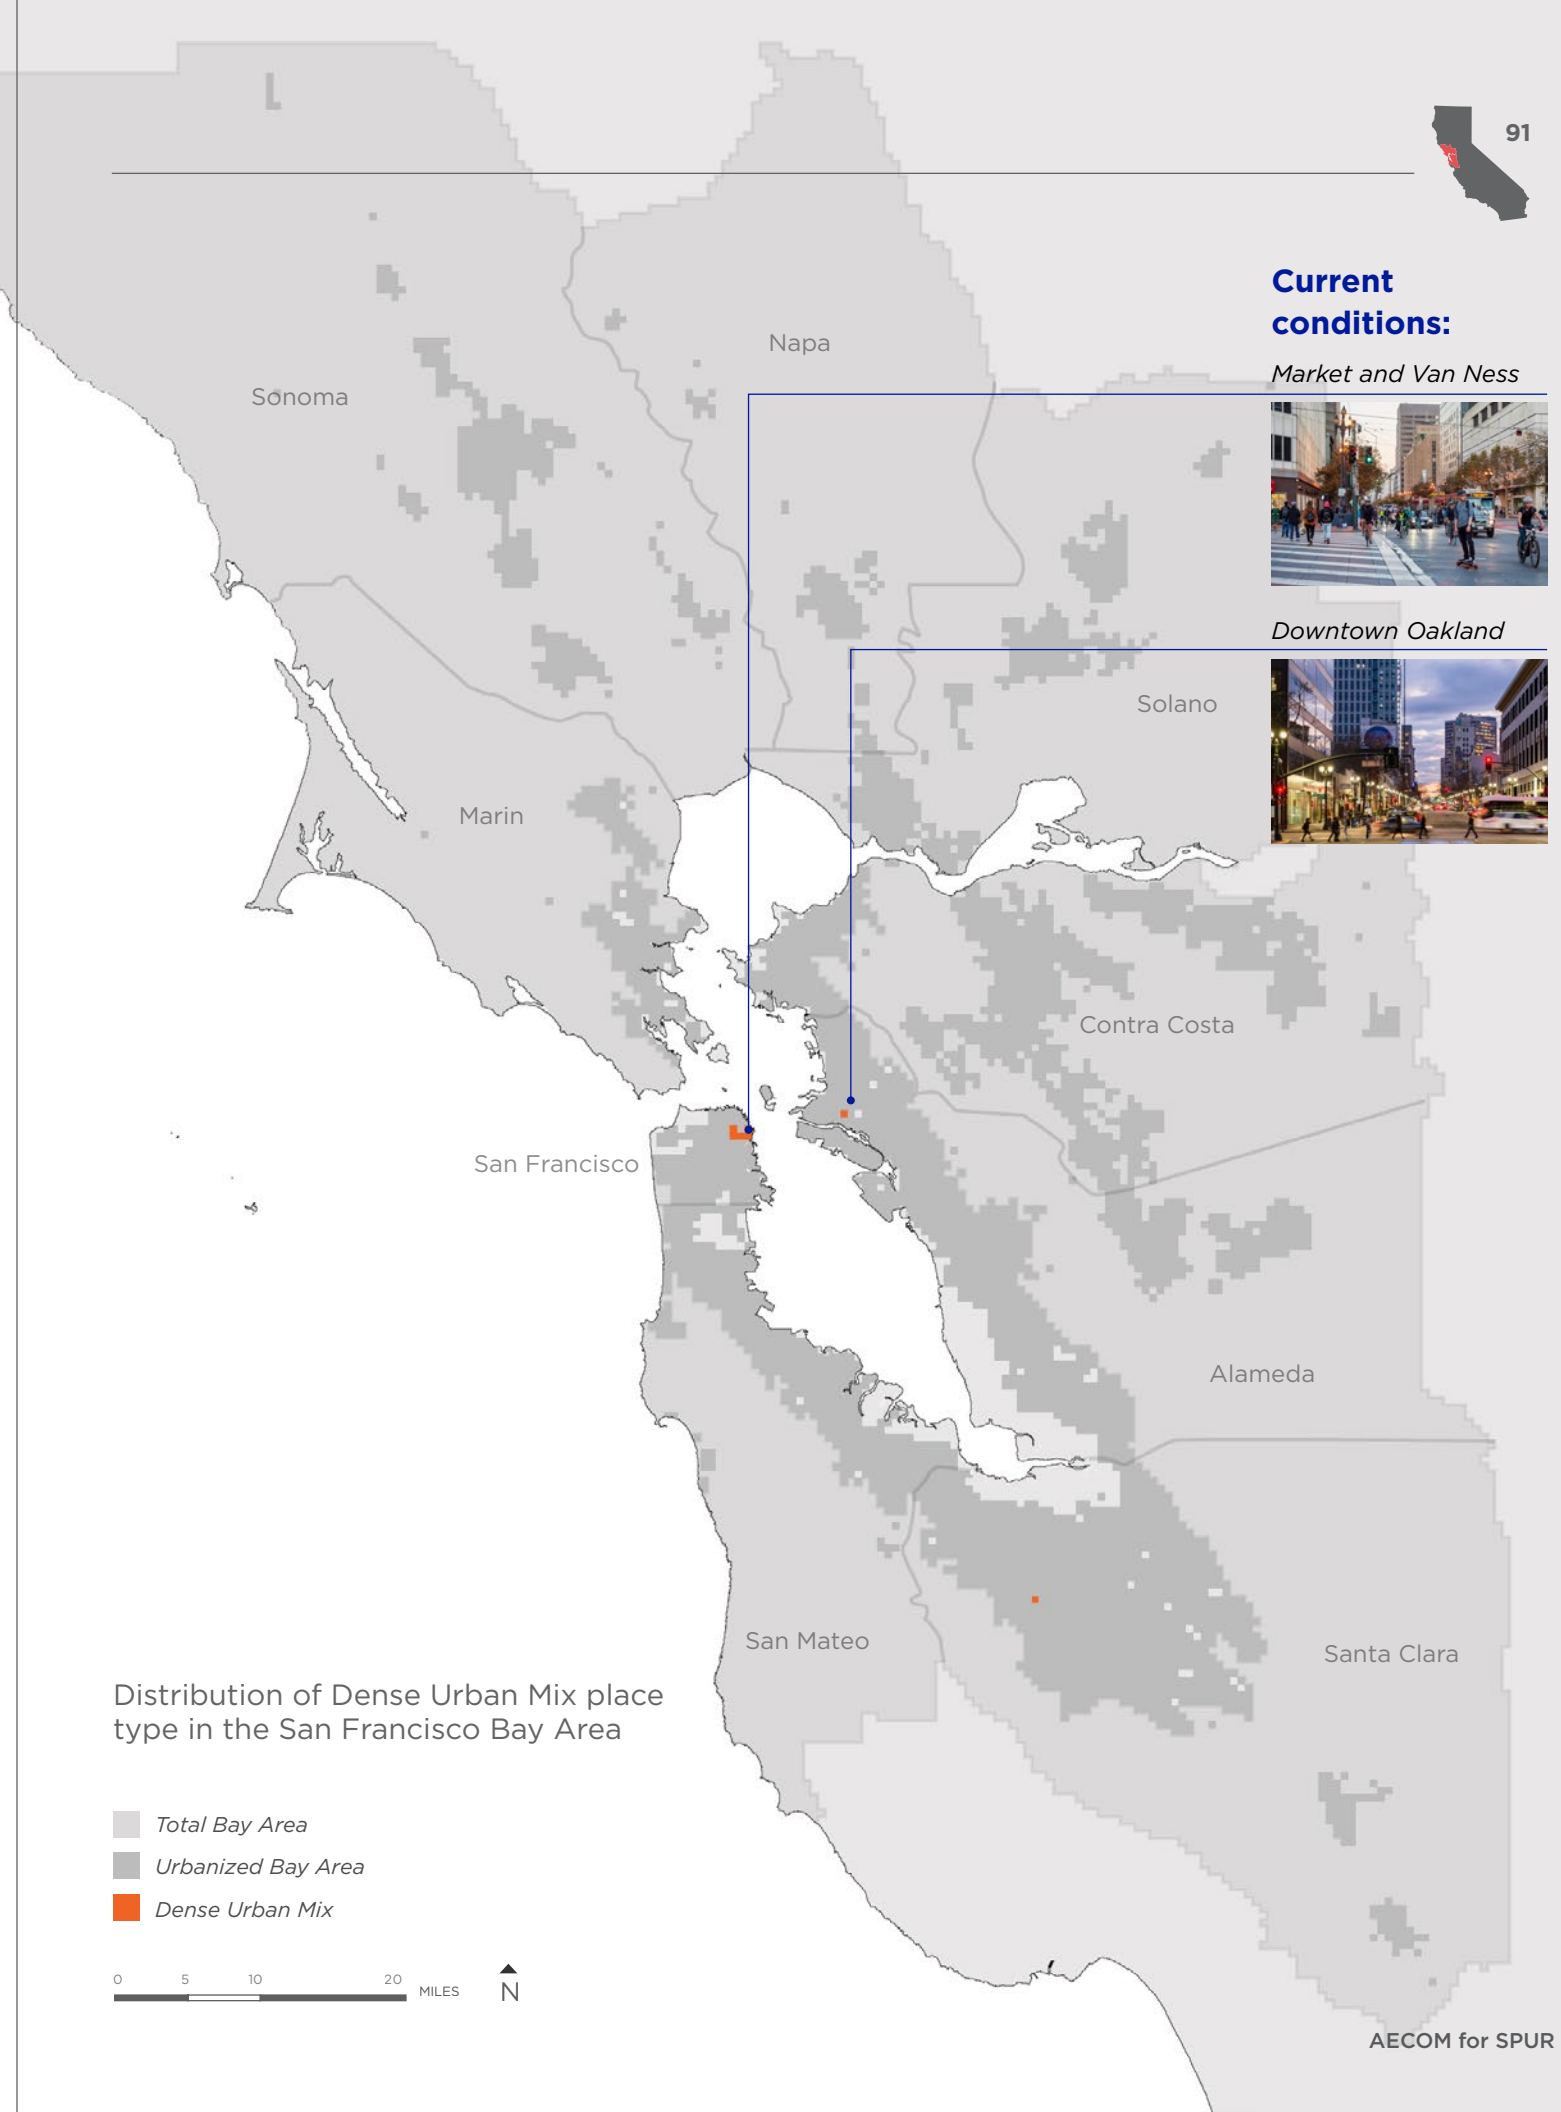 91
Current
conditions:
Market and Van Ness
Downtown Oakland
Sonoma
Napa
Solano
Marin
Contra Costa
San Francisco
Alameda
San Mateo
Santa Clara
Distribution of Dense Urban Mix place
type in the San Francisco Bay Area
Total Bay Area
Urbanized Bay Area
Dense Urban Mix
0 5 10 20 MILES
N
AECOM for SPUR